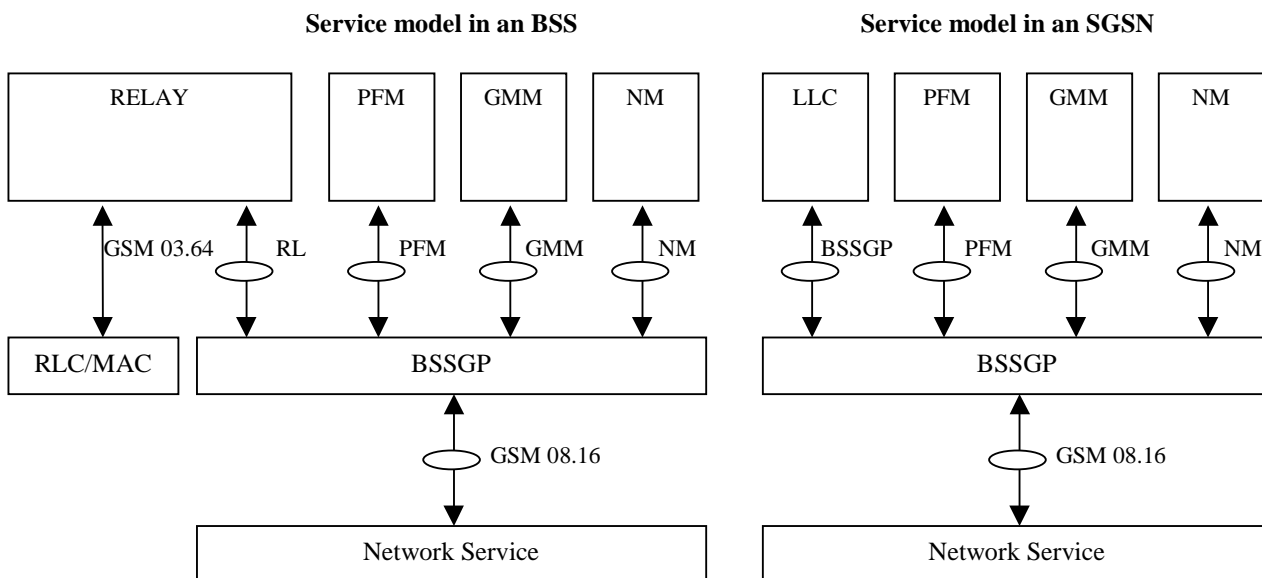 Service model in an BSS
Service model in an SGSN
RELAY
PFM
GMM
NM
LLC
PFM
GMM
NM
GSM 03.64
RL
PFM
GMM
NM
BSSGP
PFM
GMM
NM
RLC/MAC
BSSGP
BSSGP
GSM 08.16
GSM 08.16
Network Service
Network Service